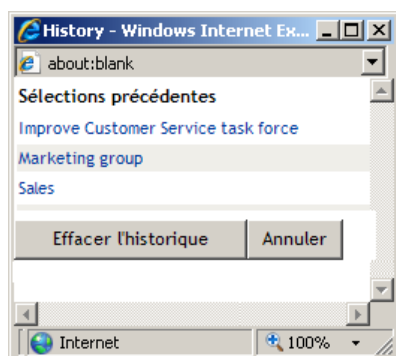 History - Windows Internet Ex...
about:blank
Sélections précédentes
Improve Customer Service task force
Marketing group
Sales
Effacer l'historique Annuler
Internet 100%